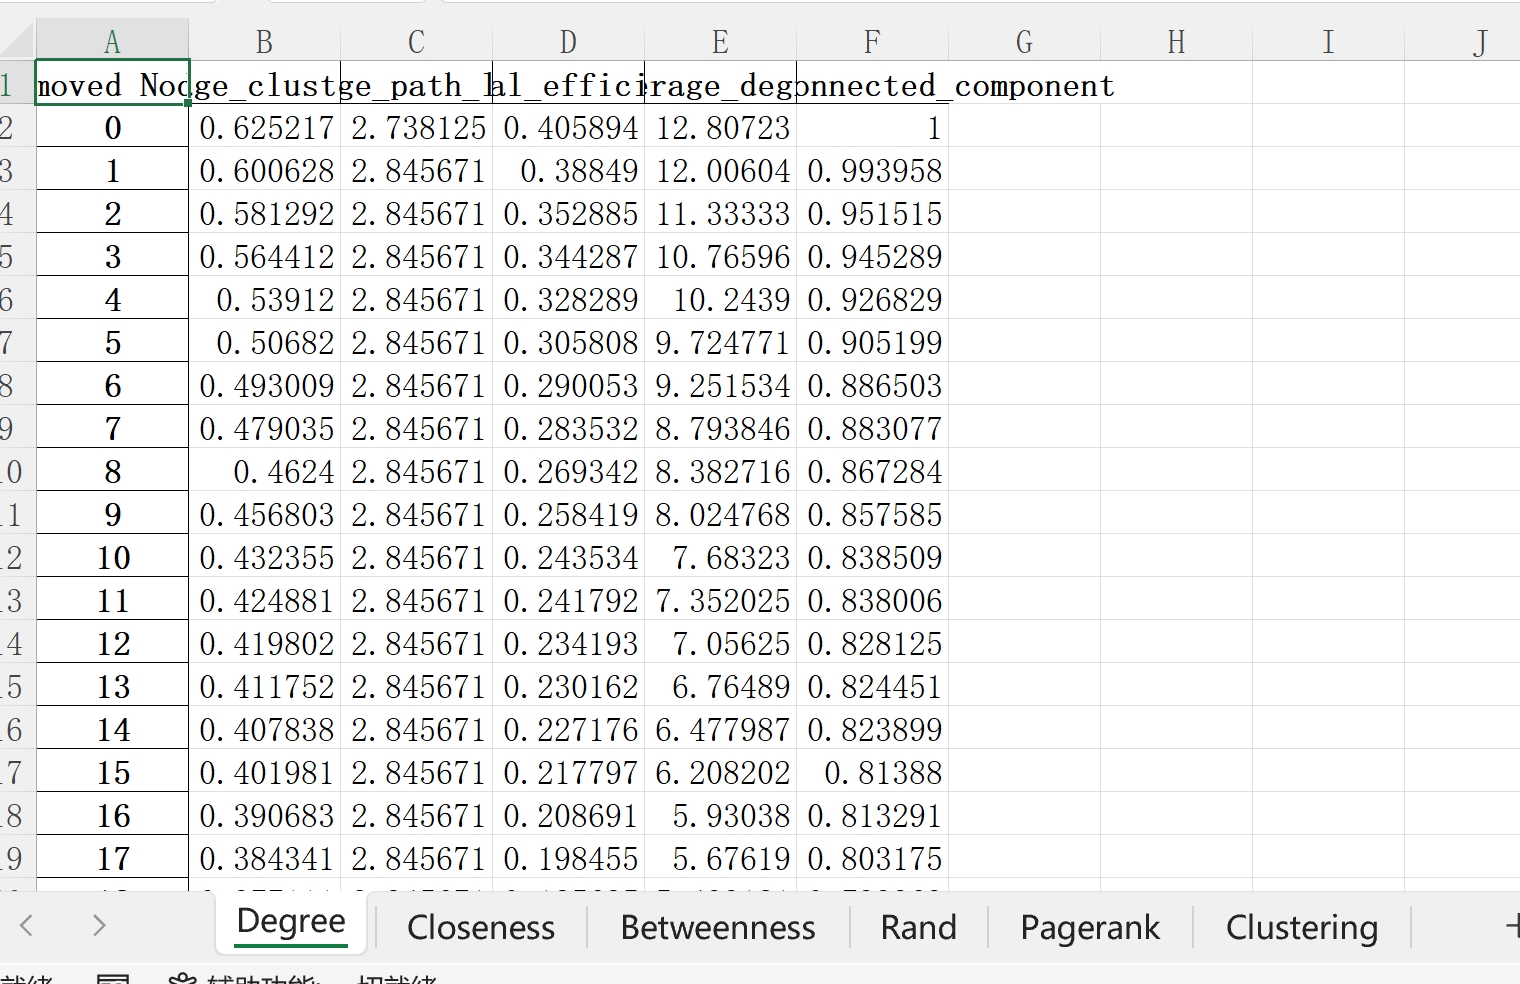 A B C D E F G H I J
1 moved Nod ge_clust ge_path_l al_effici rage_deg onnected_component
2 0 0.625217 2.738125 0.405894 12.80723 1
3 1 0.600628 2.845671 0.38849 12.00604 0.993958
4 2 0.581292 2.845671 0.352885 11.33333 0.951515
5 3 0.564412 2.845671 0.344287 10.76596 0.945289
6 4 0.53912 2.845671 0.328289 10.2439 0.926829
7 5 0.50682 2.845671 0.305808 9.724771 0.905199
8 6 0.493009 2.845671 0.290053 9.251534 0.886503
9 7 0.479035 2.845671 0.283532 8.793846 0.883077
10 8 0.4624 2.845671 0.269342 8.382716 0.867284
11 9 0.456803 2.845671 0.258419 8.024768 0.857585
12 10 0.432355 2.845671 0.243534 7.68323 0.838509
13 11 0.424881 2.845671 0.241792 7.352025 0.838006
14 12 0.419802 2.845671 0.234193 7.05625 0.828125
15 13 0.411752 2.845671 0.230162 6.76489 0.824451
16 14 0.407838 2.845671 0.227176 6.477987 0.823899
17 15 0.401981 2.845671 0.217797 6.208202 0.81388
18 16 0.390683 2.845671 0.208691 5.93038 0.813291
19 17 0.384341 2.845671 0.198455 5.67619 0.803175
Degree Closeness Betweenness Rand Pagerank Clustering
就绪 辅助功能: 一切就绪